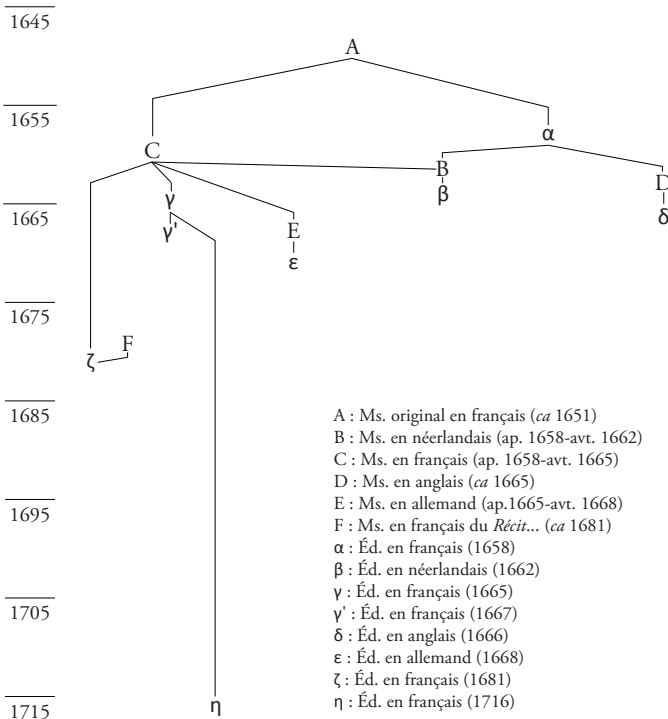 1645
A
1655
α
C
B
D
γ
β
1665
δ
γ'
E
ε
1675
F
ζ
1685
A : Ms. original en français (ca 1651)
B : Ms. en néerlandais (ap. 1658-avt. 1662)
C : Ms. en français (ap. 1658-avt. 1665)
D : Ms. en anglais (ca 1665)
E : Ms. en allemand (ap.1665-avt. 1668)
1695
F : Ms. en français du Récit... (ca 1681)
α : Éd. en français (1658)
β : Éd. en néerlandais (1662)
γ : Éd. en français (1665)
1705
γ' : Éd. en français (1667)
δ : Éd. en anglais (1666)
ε : Éd. en allemand (1668)
ζ : Éd. en français (1681)
η : Éd. en français (1716)
1715
η